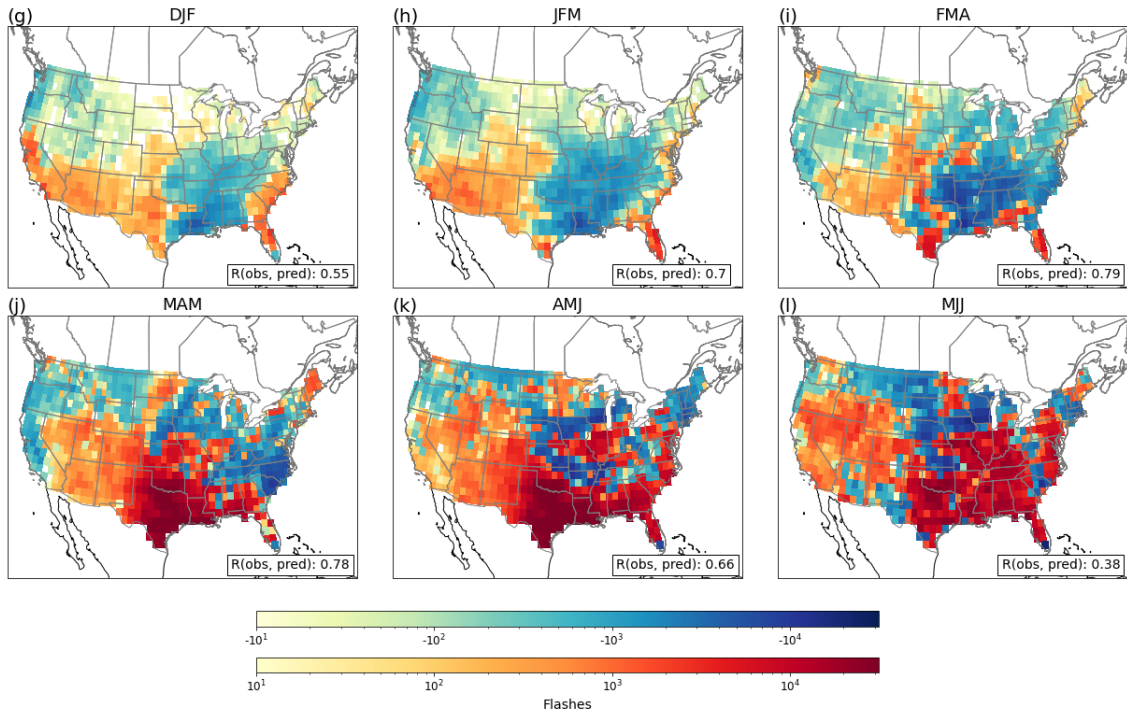 (g) DJF
(h) JFM
(i) FMA
R(obs, pred): 0.55
R(obs, pred): 0.7
R(obs, pred): 0.79
(j) MAM
(k) AMJ
(l) MJJ
R(obs, pred): 0.78
R(obs, pred): 0.66
R(obs, pred): 0.38
-10¹ -10² -10³ -10⁴
10¹ 10² 10³ 10⁴
Flashes